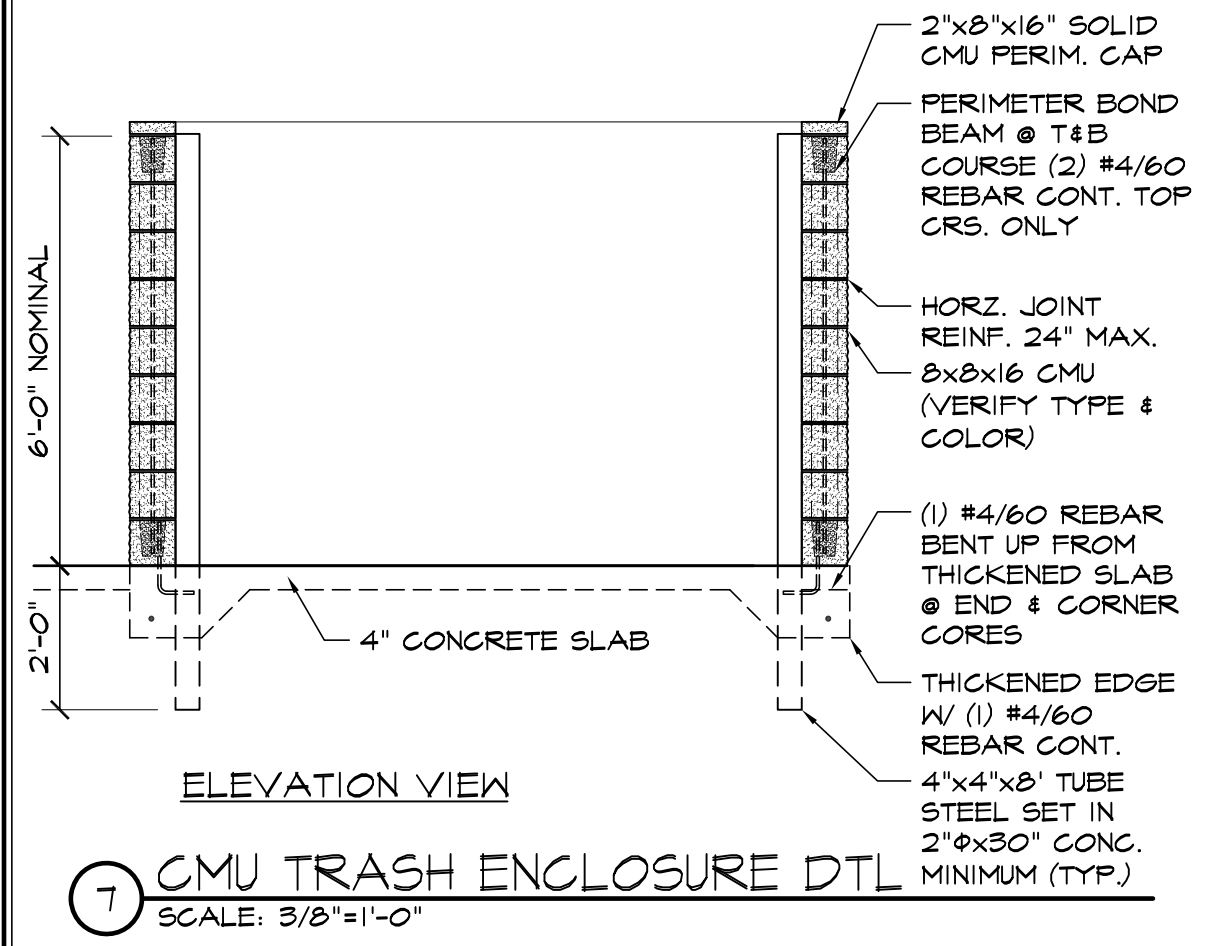 2"x8"x16" SOLID
CMU PERIM. CAP
PERIMETER BOND
BEAM @ T&B
COURSE (2) #4/60
REBAR CONT. TOP
CRS. ONLY
HORZ. JOINT
REINF. 24" MAX.
8x8x16 CMU
(VERIFY TYPE &
COLOR)
(1) #4/60 REBAR
BENT UP FROM
THICKENED SLAB
@ END & CORNER
CORES
THICKENED EDGE
W/ (1) #4/60
REBAR CONT.
4"x4"x8' TUBE
STEEL SET IN
2"Φx30" CONC.
MINIMUM (TYP.)
6'-0" NOMINAL
2'-0"
4" CONCRETE SLAB
ELEVATION VIEW
7 CMU TRASH ENCLOSURE DTL
SCALE: 3/8"=1'-0"